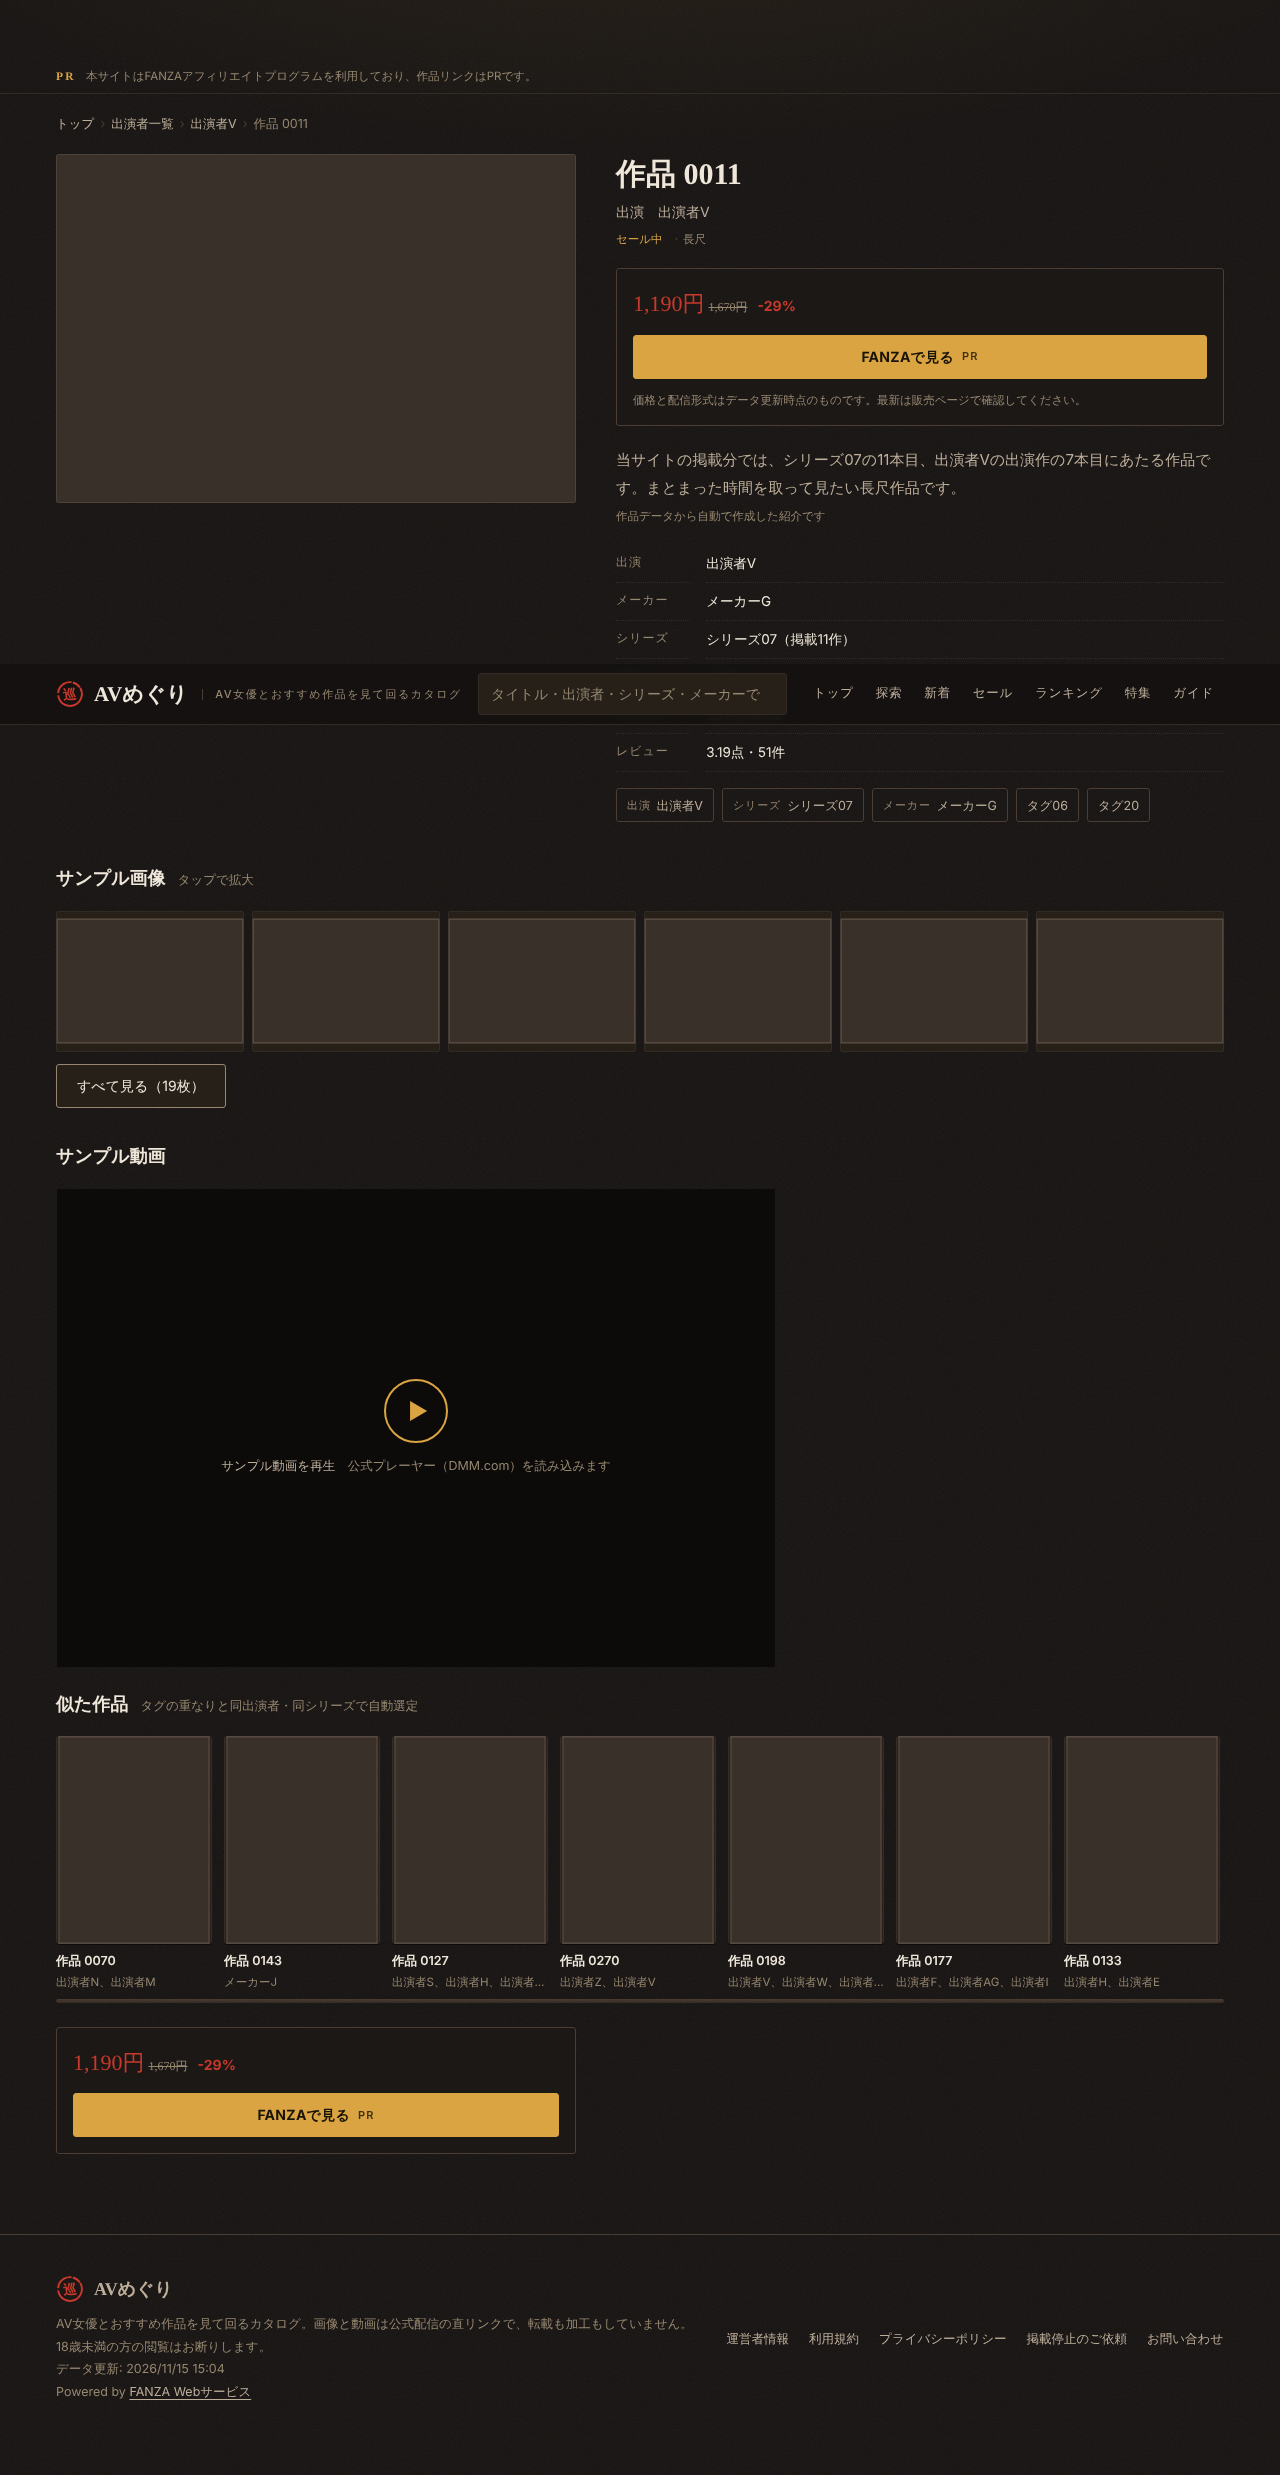 PR 本サイトはFANZAアフィリエイトプログラムを利用しており、作品リンクはPRです。
トップ › 出演者一覧 › 出演者V › 作品 0011
作品 0011
出演 出演者V
セール中 · 長尺
1,190円 1,670円 -29%
FANZAで見る PR
価格と配信形式はデータ更新時点のものです。最新は販売ページで確認してください。
当サイトの掲載分では、シリーズ07の11本目、出演者Vの出演作の7本目にあたる作品で
す。まとまった時間を取って見たい長尺作品です。
作品データから自動で作成した紹介です
出演 出演者V
メーカー メーカーG
シリーズ シリーズ07（掲載11作）
巡 AVめぐり AV女優とおすすめ作品を見て回るカタログ タイトル・出演者・シリーズ・メーカーで トップ 探索 新着 セール ランキング 特集 ガイド
レビュー 3.19点・51件
出演 出演者V シリーズ シリーズ07 メーカー メーカーG タグ06 タグ20
サンプル画像 タップで拡大
すべて見る（19枚）
サンプル動画
サンプル動画を再生 公式プレーヤー（DMM.com）を読み込みます
似た作品 タグの重なりと同出演者・同シリーズで自動選定
作品 0070 作品 0143 作品 0127 作品 0270 作品 0198 作品 0177 作品 0133
出演者N、出演者M メーカーJ 出演者S、出演者H、出演者… 出演者Z、出演者V 出演者V、出演者W、出演者… 出演者F、出演者AG、出演者I 出演者H、出演者E
1,190円 1,670円 -29%
FANZAで見る PR
巡 AVめぐり
AV女優とおすすめ作品を見て回るカタログ。画像と動画は公式配信の直リンクで、転載も加工もしていません。
18歳未満の方の閲覧はお断りします。
データ更新: 2026/11/15 15:04
Powered by FANZA Webサービス
運営者情報 利用規約 プライバシーポリシー 掲載停止のご依頼 お問い合わせ